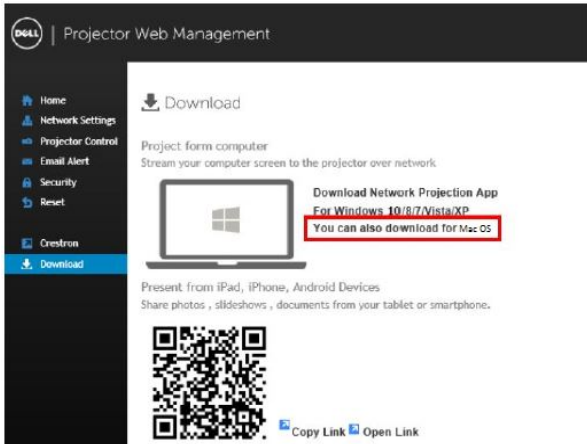 DELL | Projector Web Management
Home
Network Settings
Projector Control
Email Alert
Security
Reset
Crestron
Download
Download
Project form computer
Stream your computer screen to the projector over network
Download Network Projection App
For Windows 10/8/7/Vista/XP
You can also download for Mac OS
Present from iPad, iPhone, Android Devices
Share photos , slideshows , documents from your tablet or smartphone.
Copy Link Open Link